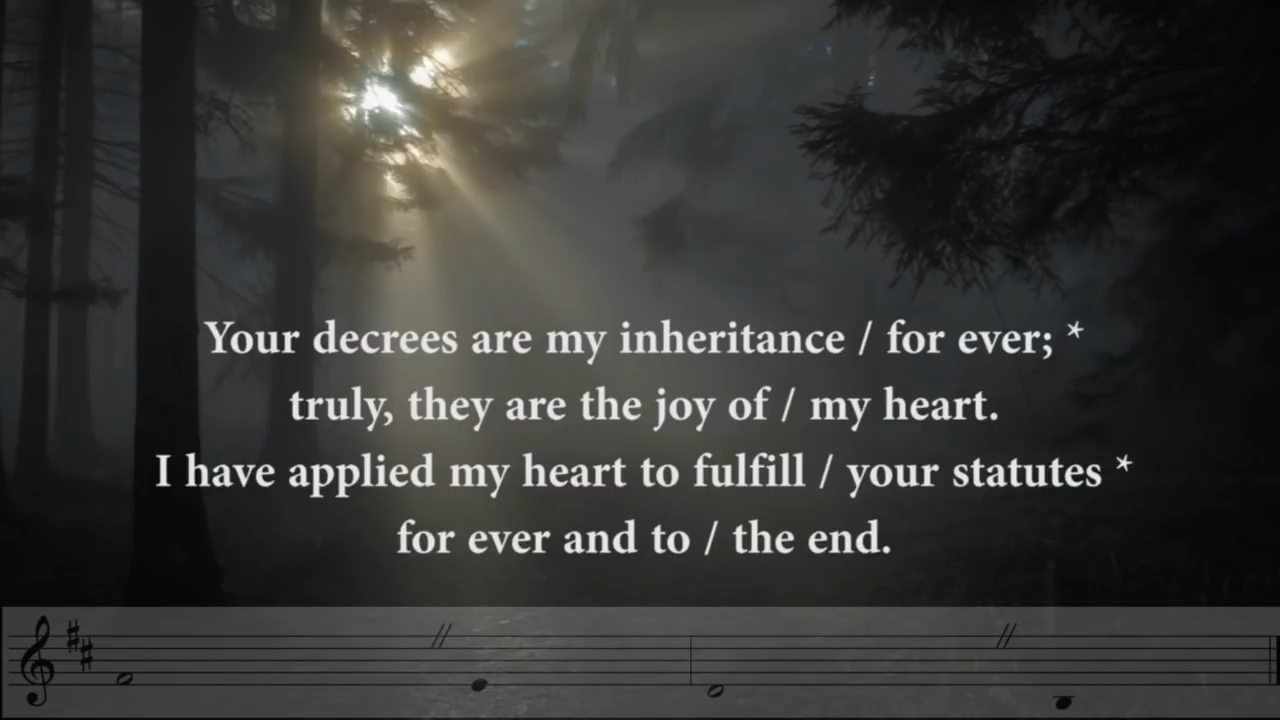 Your decrees are my inheritance / for ever; *
truly, they are the joy of / my heart.
I have applied my heart to fulfill / your statutes *
for ever and to / the end.